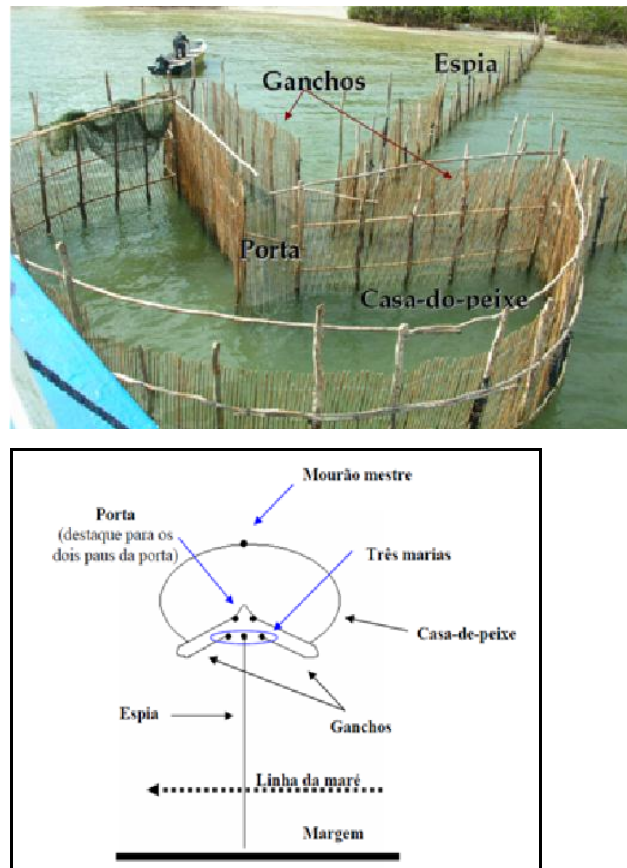 Espia
Ganchos
Porta
Casa-do-peixe
Mourão mestre
Porta
(destaque para os
dois paus da porta)
Três marias
Casa-de-peixe
Espia
Ganchos
Linha da maré
Margem